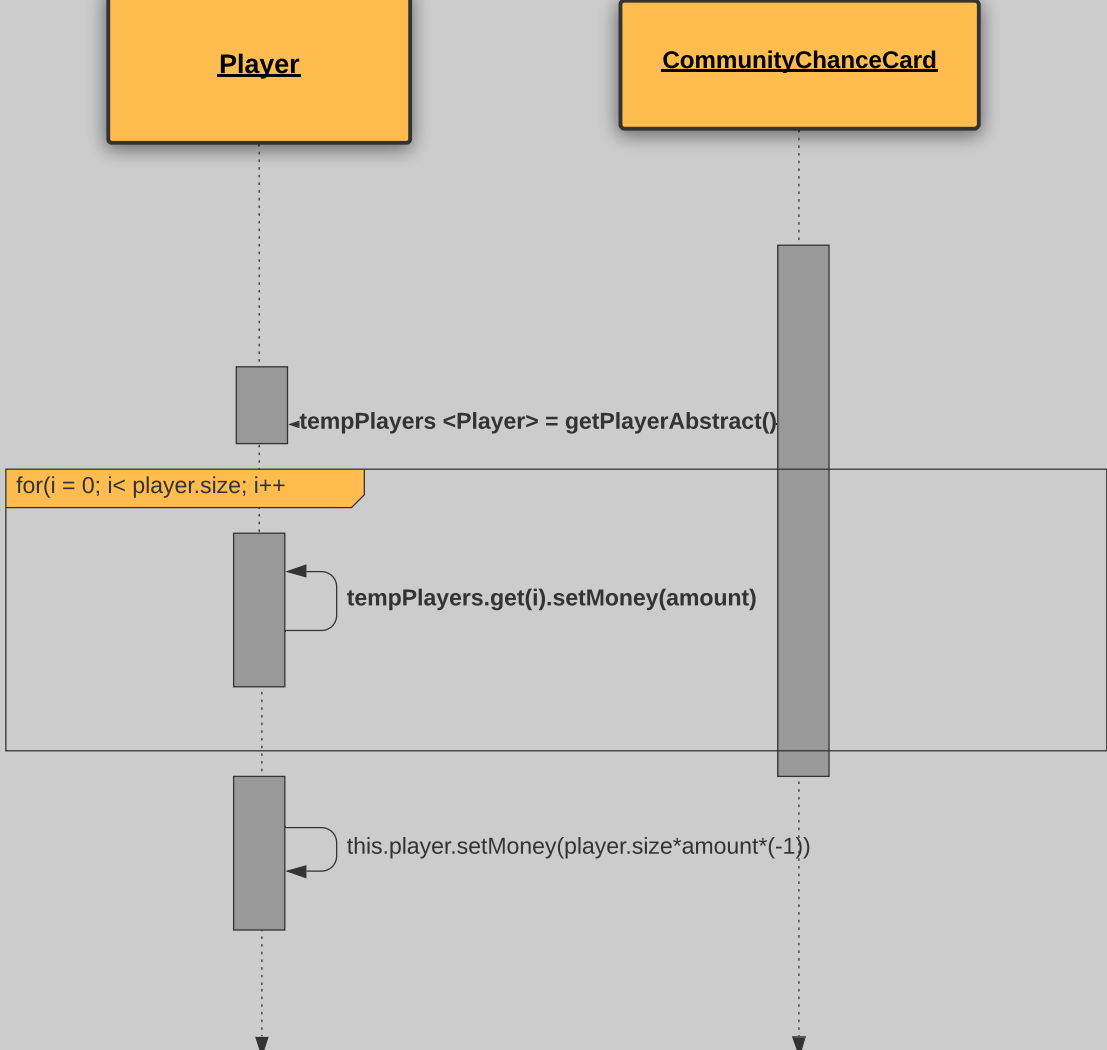 Player
CommunityChanceCard
tempPlayers <Player> = getPlayerAbstract()
for(i = 0; i< player.size; i++
tempPlayers.get(i).setMoney(amount)
this.player.setMoney(player.size*amount*(-1))